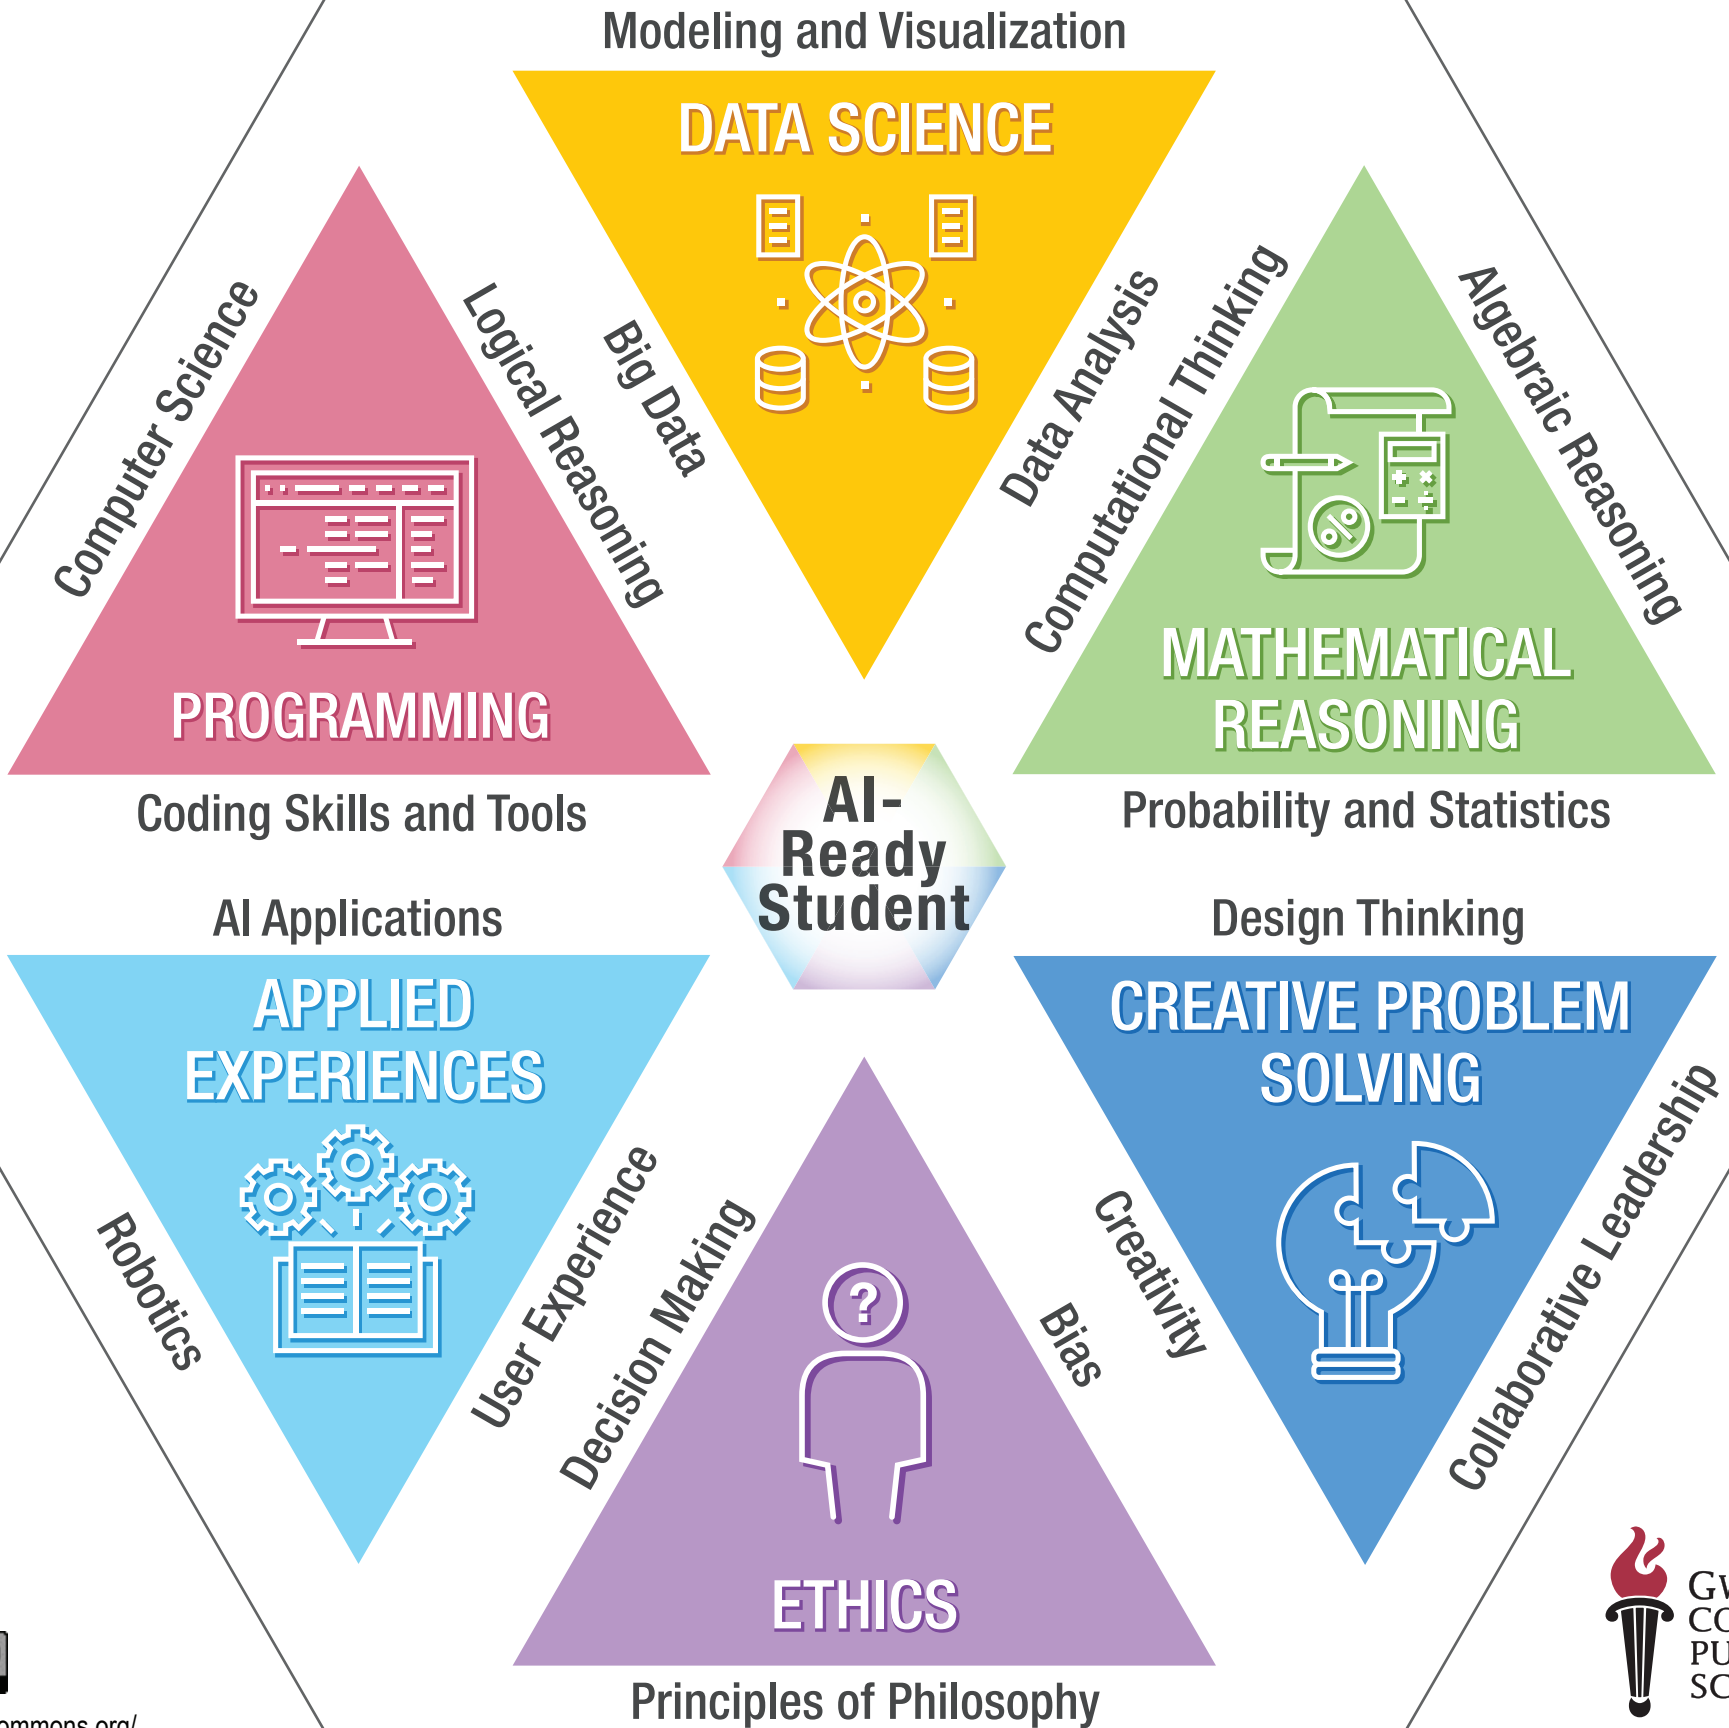 Modeling and Visualization
DATA SCIENCE
Big Data
Data Analysis
Computer Science
Logical Reasoning
PROGRAMMING
Coding Skills and Tools
Computational Thinking
Algebraic Reasoning
MATHEMATICAL
REASONING
Probability and Statistics
AI-
Ready
Student
AI Applications
APPLIED
EXPERIENCES
Robotics
User Experience
Design Thinking
CREATIVE PROBLEM
SOLVING
Creativity
Collaborative Leadership
Decision Making
Bias
?
ETHICS
Principles of Philosophy